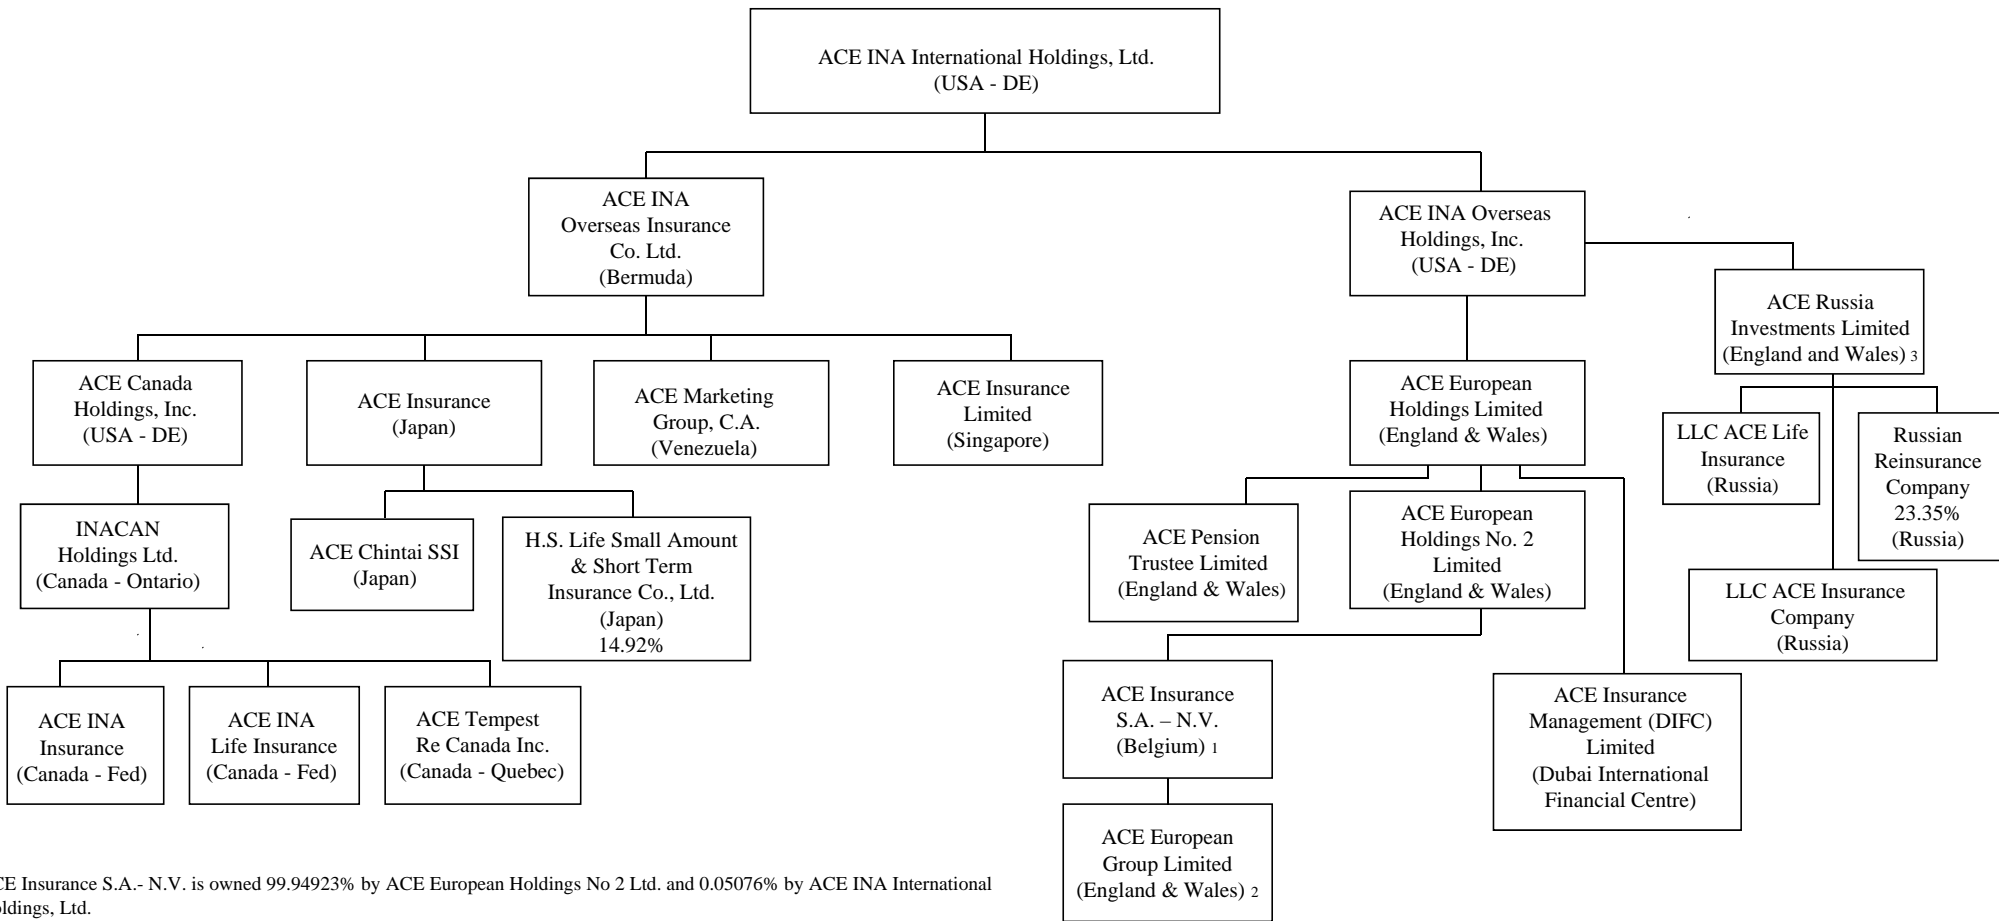 ACE INA International Holdings, Ltd.
(USA - DE)
ACE INA
Overseas Insurance
Co. Ltd.
(Bermuda)
ACE INA Overseas
Holdings, Inc.
(USA - DE)
ACE Russia
Investments Limited
(England and Wales) 3
ACE Canada
Holdings, Inc.
(USA - DE)
ACE Insurance
(Japan)
ACE Marketing
Group, C.A.
(Venezuela)
ACE Insurance
Limited
(Singapore)
ACE European
Holdings Limited
(England & Wales)
LLC ACE Life
Insurance
(Russia)
Russian
Reinsurance
Company
23.35%
(Russia)
INACAN
Holdings Ltd.
(Canada - Ontario)
ACE Chintai SSI
(Japan)
H.S. Life Small Amount
& Short Term
Insurance Co., Ltd.
(Japan)
14.92%
ACE Pension
Trustee Limited
(England & Wales)
ACE European
Holdings No. 2
Limited
(England & Wales)
LLC ACE Insurance
Company
(Russia)
ACE INA
Insurance
(Canada - Fed)
ACE INA
Life Insurance
(Canada - Fed)
ACE Tempest
Re Canada Inc.
(Canada - Quebec)
ACE Insurance
S.A. – N.V.
(Belgium) 1
ACE Insurance
Management (DIFC)
Limited
(Dubai International
Financial Centre)
ACE European
Group Limited
(England & Wales) 2
CE Insurance S.A.- N.V. is owned 99.94923% by ACE European Holdings No 2 Ltd. and 0.05076% by ACE INA International
oldings, Ltd.